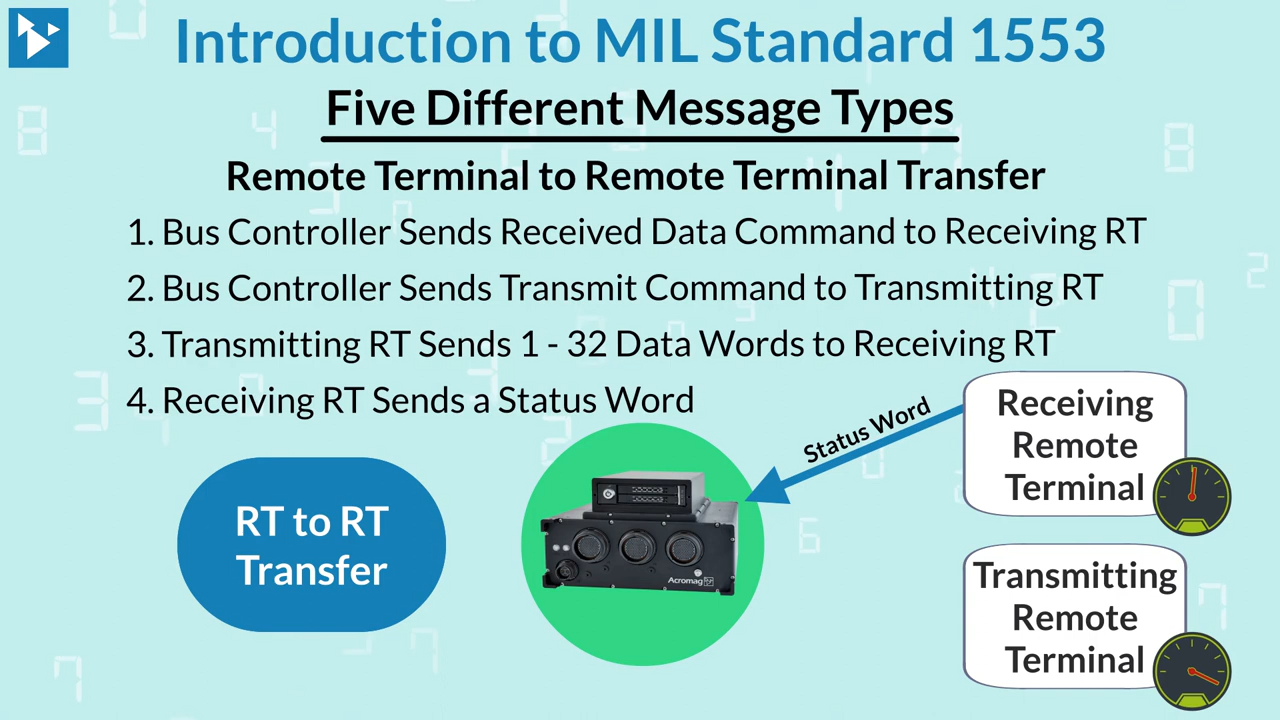 Introduction to MIL Standard 1553
Five Different Message Types
Remote Terminal to Remote Terminal Transfer
1. Bus Controller Sends Received Data Command to Receiving RT
2. Bus Controller Sends Transmit Command to Transmitting RT
3. Transmitting RT Sends 1 - 32 Data Words to Receiving RT
4. Receiving RT Sends a Status Word
Status Word
Receiving
Remote
Terminal
RT to RT
Transfer
Acromag
Transmitting
Remote
Terminal